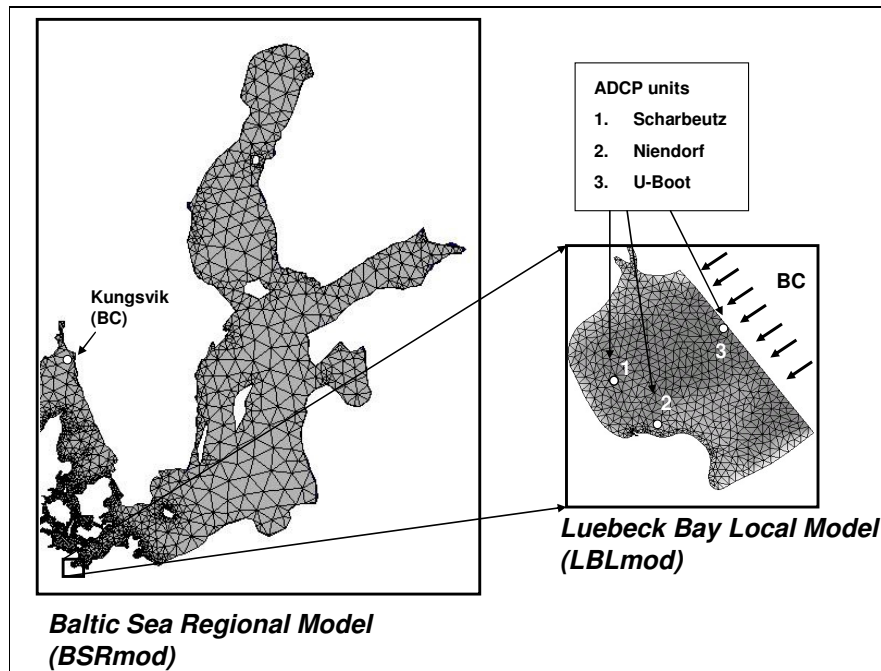 ADCP units
1. Scharbeutz
2. Niendorf
3. U-Boot
Kungsvik
(BC)
BC
1
2
3
Luebeck Bay Local Model
(LBLmod)
Baltic Sea Regional Model
(BSRmod)